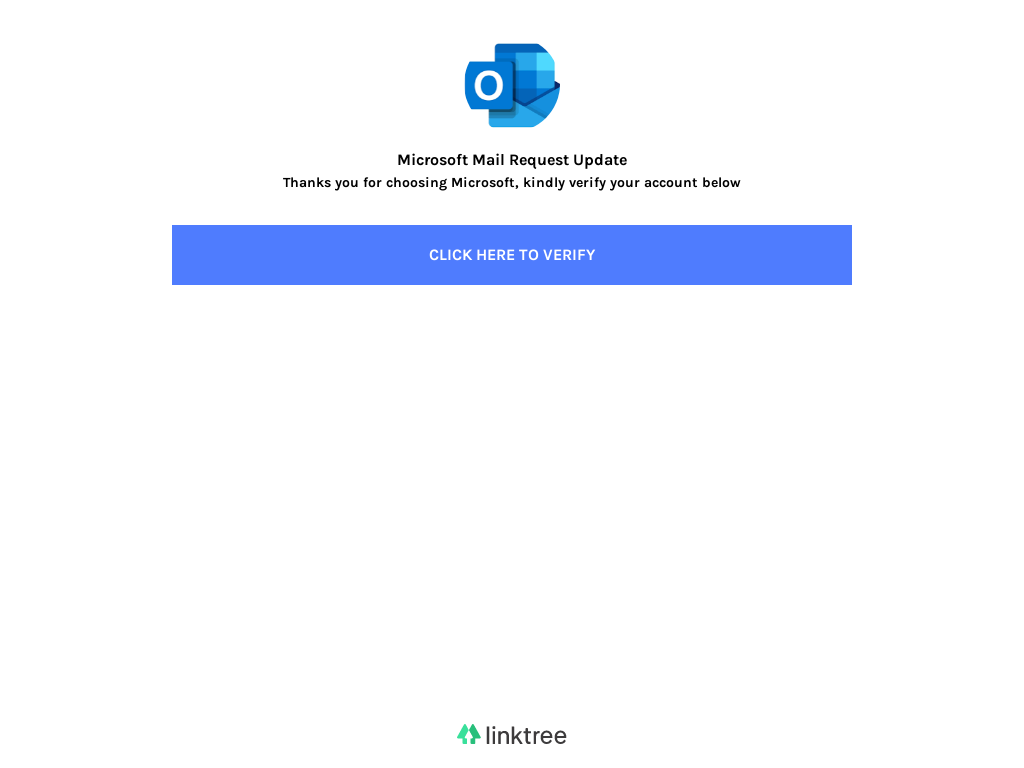 O
Microsoft Mail Request Update
Thanks you for choosing Microsoft, kindly verify your account below
CLICK HERE TO VERIFY
linktree